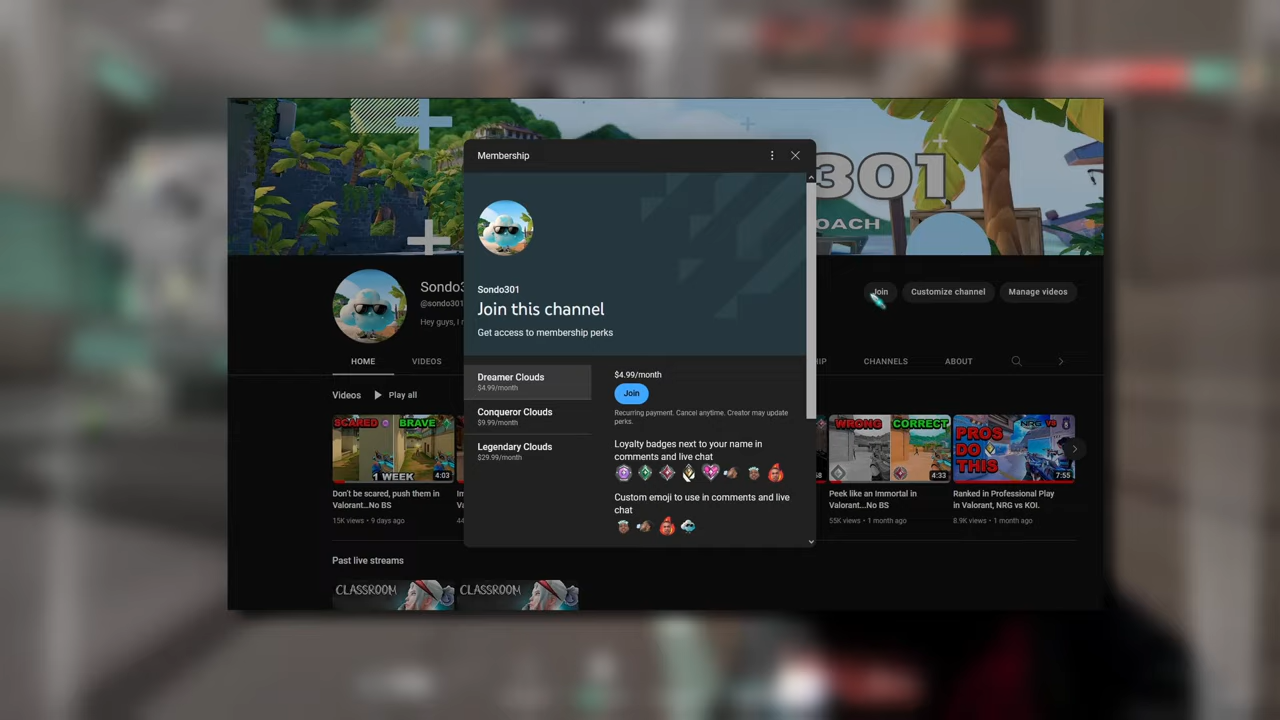 301
OACH
Membership
Sondo301
Join this channel
Get access to membership perks
Sondo3
@sondo301
Hey guys, I
Join
Customize channel
Manage videos
HOME
VIDEOS
HIP
CHANNELS
ABOUT
Dreamer Clouds
$4.99/month
Conqueror Clouds
$9.99/month
Legendary Clouds
$29.99/month
$4.99/month
Join
Recurring payment. Cancel anytime. Creator may update
perks.
Loyalty badges next to your name in
comments and live chat
Custom emoji to use in comments and live
chat
Videos
Play all
SCARED
BRAVE
1 WEEK
4:03
Don't be scared, push them in
Valorant...No BS
15K views • 9 days ago
WRONG
CORRECT
4:33
Peek like an Immortal in
Valorant...No BS
55K views • 1 month ago
PROS
DO
THIS
NRG VS
7:55
Ranked in Professional Play
in Valorant, NRG vs KOI.
8.9K views • 1 month ago
Past live streams
CLASSROOM
CLASSROOM